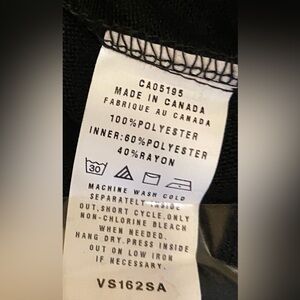 CA05195
MADE IN CANADA
FABRIQUE AU CANADA
100%POLYESTER
INNER:60%POLYESTER
40%RAYON
30
MACHINE WASH COLD
SEPARATELY INSIDE
OUT,SHORT CYCLE,ONLY
NON-CHLORINE BLEACH
WHEN NEEDED.
HANG DRY.PRESS INSIDE
OUT ON LOW IRON
IF NECESSARY
VS162SA